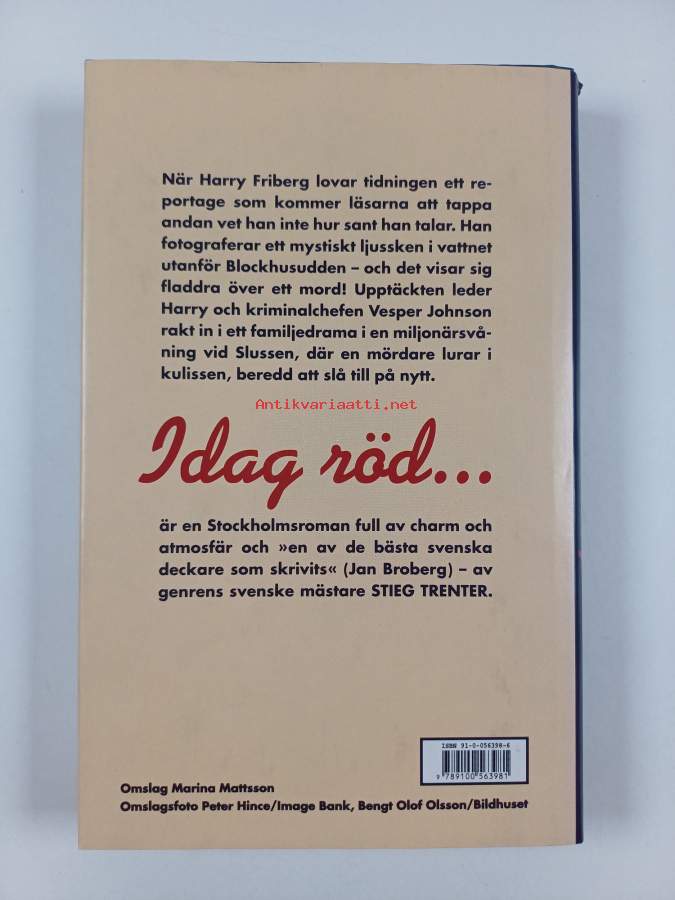 När Harry Friberg lovar tidningen ett re-
portage som kommer läsarna att tappa
andan vet han inte hur sant han talar. Han
fotograferar ett mystiskt ljussken i vattnet
utanför Blockhusudden – och det visar sig
fladdra över ett mord! Upptäckten leder
Harry och kriminalchefen Vesper Johnson
rakt in i ett familjedrama i en miljonärsvå-
ning vid Slussen, där en mördare lurar i
kulissen, beredd att slå till på nytt.
Antikvariaatti.net
Idag röd...
är en Stockholmsroman full av charm och
atmosfär och »en av de bästa svenska
deckare som skrivits« (Jan Broberg) – av
genrens svenske mästare STIEG TRENTER.
ISBN 91-0-056398-6
9 789100 563981
Omslag Marina Mattsson
Omslagsfoto Peter Hince/Image Bank, Bengt Olof Olsson/Bildhuset